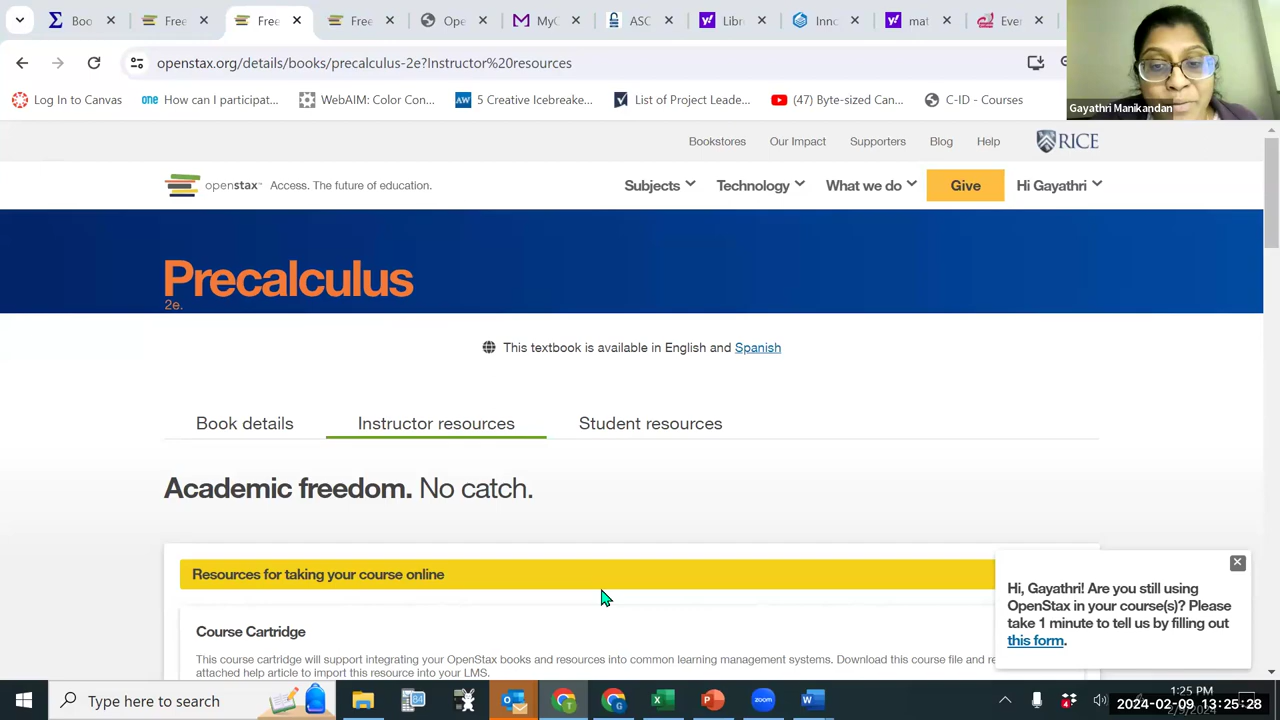 Boo
Free
Free
Free
Ope
My
ASC
Libr
Inno
ma
Eve
openstax.org/details/books/precalculus-2e?Instructor%20resources
Log In to Canvas
How can I participat...
WebAIM: Color Con...
5 Creative Icebreake...
List of Project Leade...
(47) Byte-sized Can...
C-ID - Courses
Gayathri Manikandan
Bookstores
Our Impact
Supporters
Blog
Help
RICE
openstax
Access. The future of education.
Subjects
Technology
What we do
Give
Hi Gayathri
Precalculus
2e.
This textbook is available in English and Spanish
Book details
Instructor resources
Student resources
Academic freedom. No catch.
Resources for taking your course online
Course Cartridge
This course cartridge will support integrating your OpenStax books and resources into common learning management systems. Download this course file and re
attached help article to import this resource into your LMS.
Hi, Gayathri! Are you still using
OpenStax in your course(s)? Please
take 1 minute to tell us by filling out
this form.
Type here to search
1:25 PM
2024-02-09 13:25:28